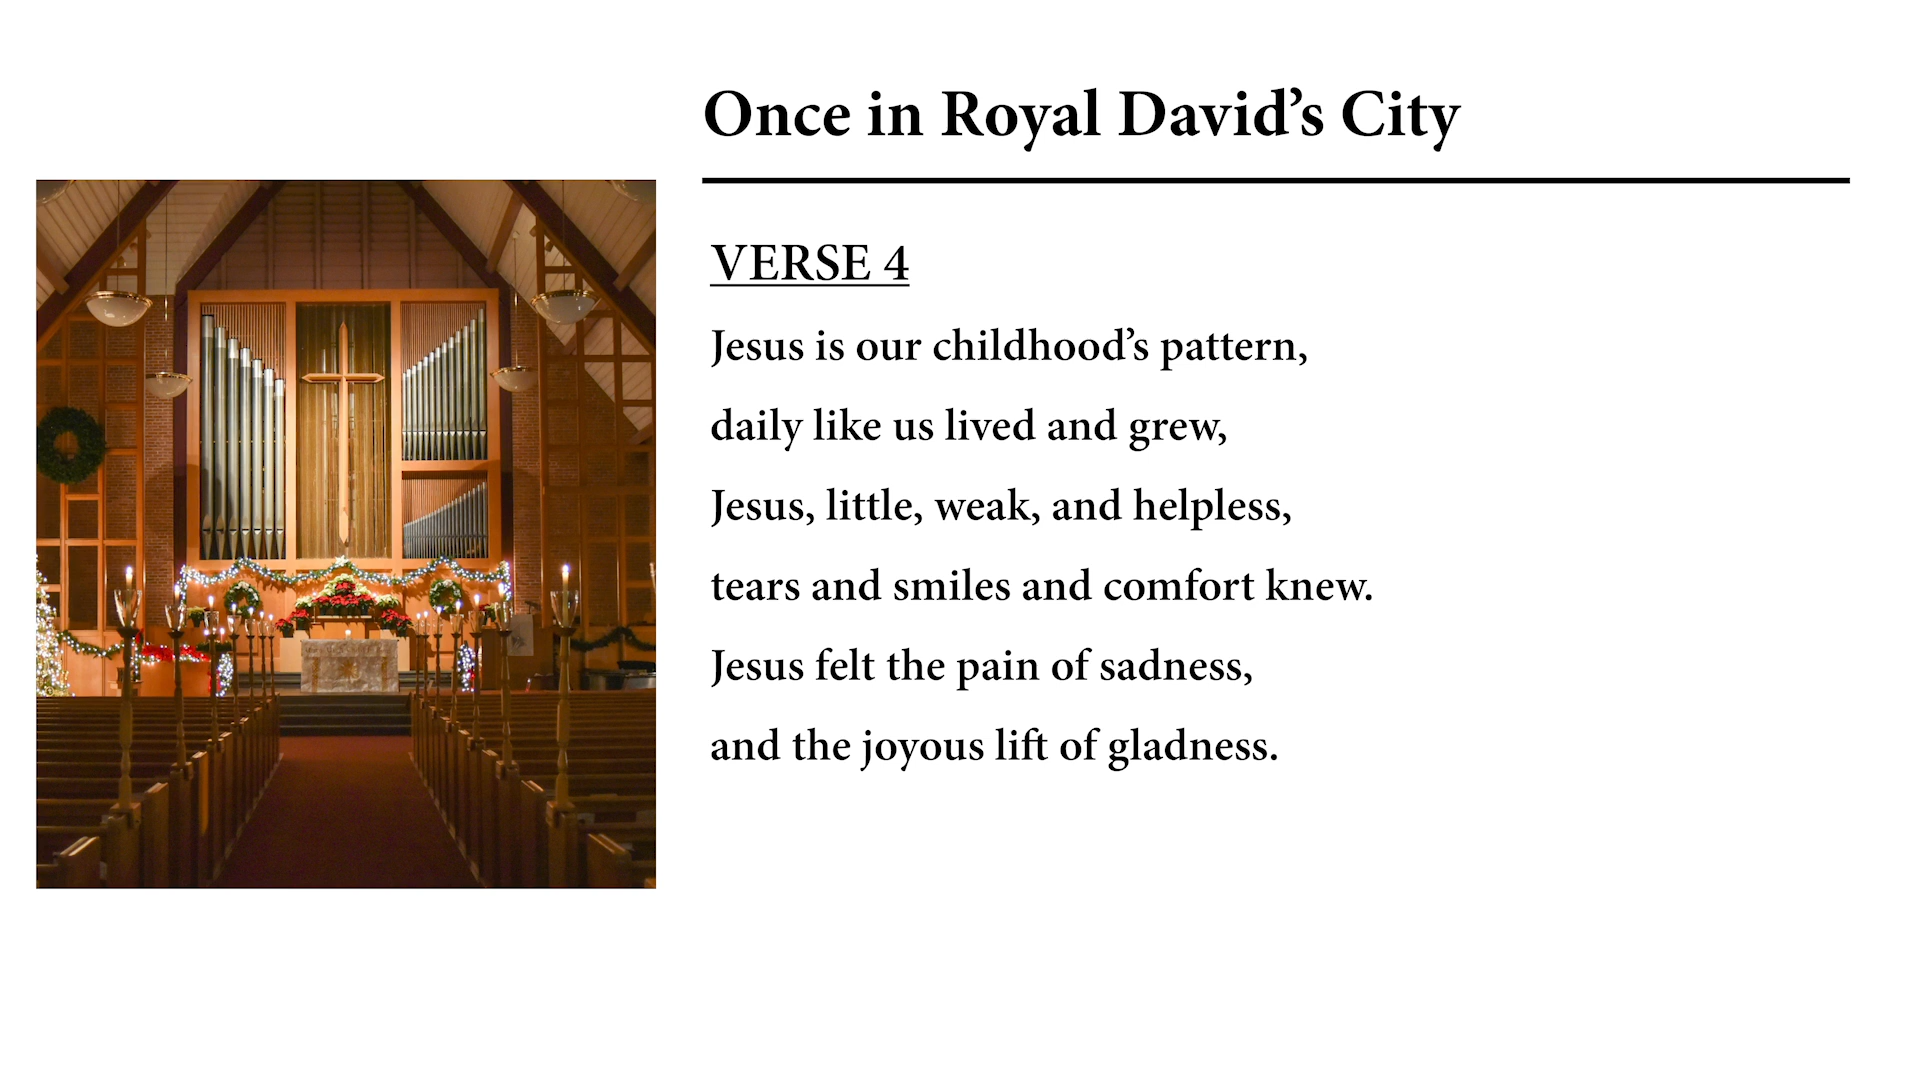 Once in Royal David’s City
VERSE 4
Jesus is our childhood’s pattern,
daily like us lived and grew,
Jesus, little, weak, and helpless,
tears and smiles and comfort knew.
Jesus felt the pain of sadness,
and the joyous lift of gladness.